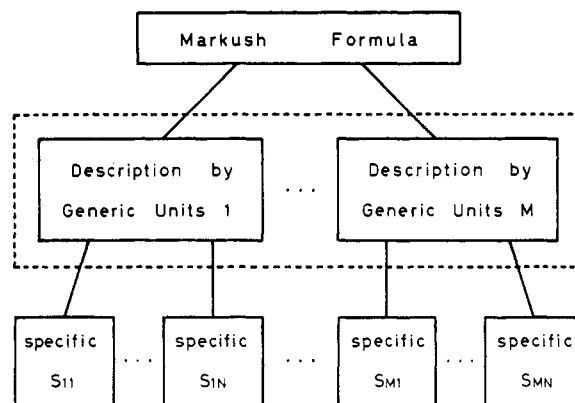 Markush Formula
Description by
Generic Units 1
...
Description by
Generic Units M
specific
S11
...
specific
S1N
...
specific
SM1
...
specific
SMN